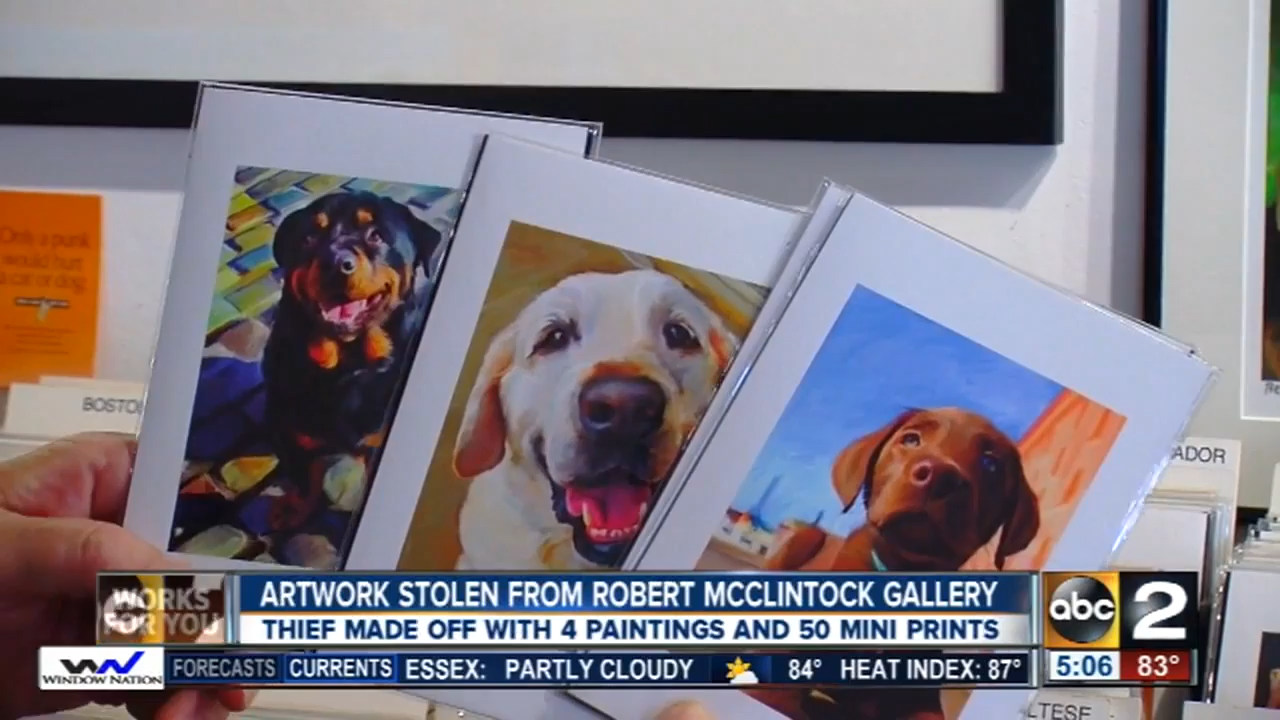 Only a punk
would hurt
a cat or dog
BOSTO
ADOR
LTESE
WORKS
FOR YOU
ARTWORK STOLEN FROM ROBERT MCCLINTOCK GALLERY
THIEF MADE OFF WITH 4 PAINTINGS AND 50 MINI PRINTS
abc 2
WINDOW NATION
FORECASTS CURRENTS ESSEX: PARTLY CLOUDY 84° HEAT INDEX: 87°
5:06 83°